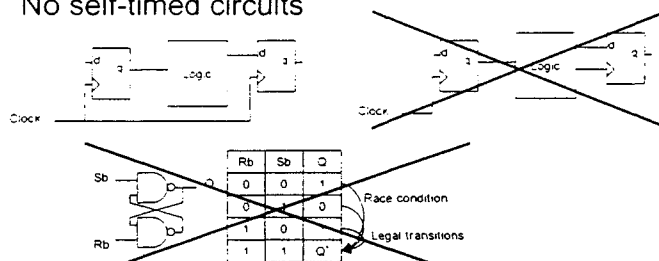 No self-timed circuits
d Q Logic d Q
Clock
d Q Logic d Q
Clock
Sb Q
Rb
Rb Sb Q
0 0 1
0 1 0
1 0
1 1 Q'
Race condition
Legal transitions